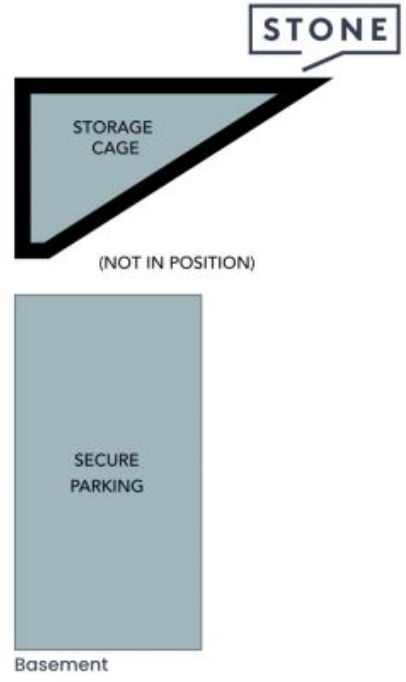 STONE
STORAGE
CAGE
(NOT IN POSITION)
SECURE
PARKING
Basement